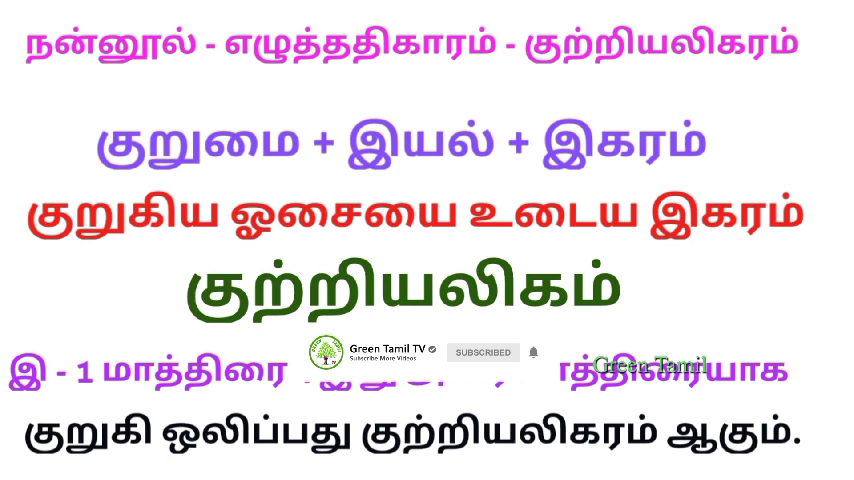 நன்னூல் - எழுத்ததிகாரம் - குற்றியலிகரம்
குறுமை + இயல் + இகரம்
குறுகிய ஓசையை உடைய இகரம்
குற்றியலிகம்
Green Tamil TV
Subscribe More Videos
SUBSCRIBED
Green Tamil
இ - 1 மாத்திரை
குறுகி ஒலிப்பது குற்றியலிகரம் ஆகும்.